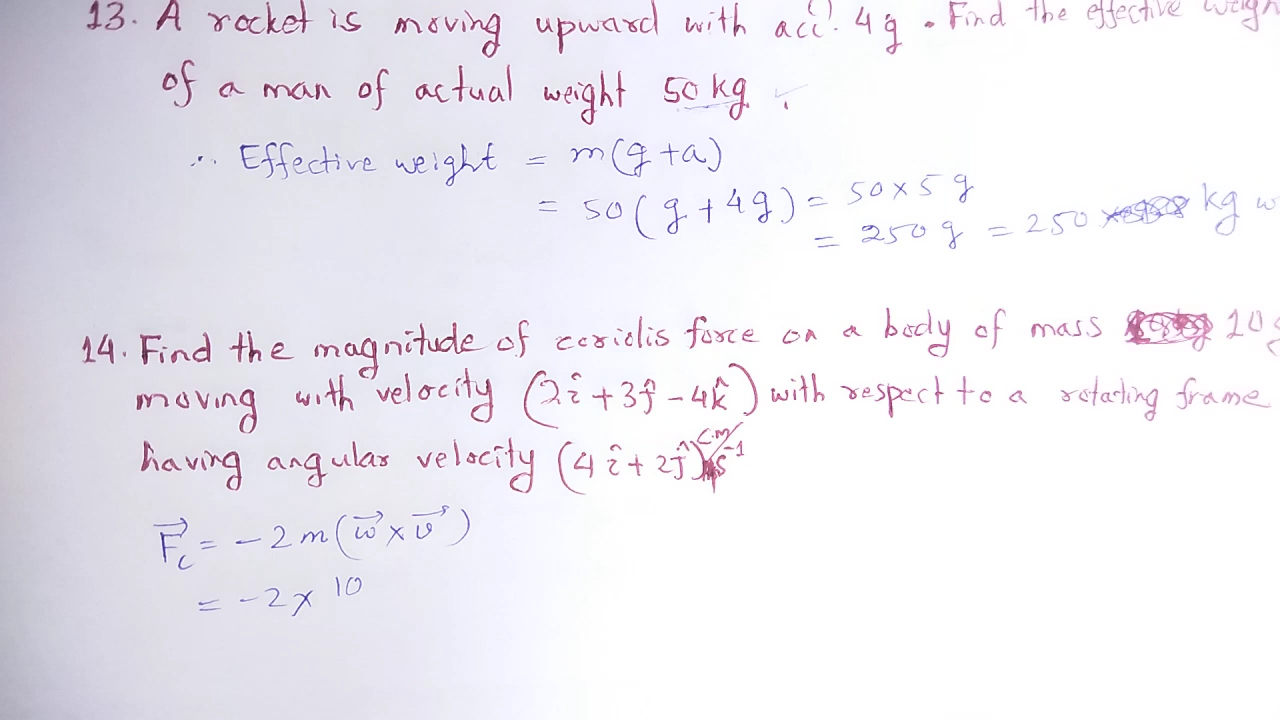 13. A rocket is moving upward with acc. 4g. Find the effective
of a man of actual weight 50 kg.
∴ Effective weight = m(g+a)
= 50(g + 4g) = 50×5g
= 250g = 250 kg
14. Find the magnitude of coriolis force on a body of mass
moving with velocity (2î + 3ĵ - 4k̂) with respect to a rotating frame
having angular velocity (4î + 2ĵ) s⁻¹
F⃗c = -2m(ω⃗ × v⃗)
= -2× 10